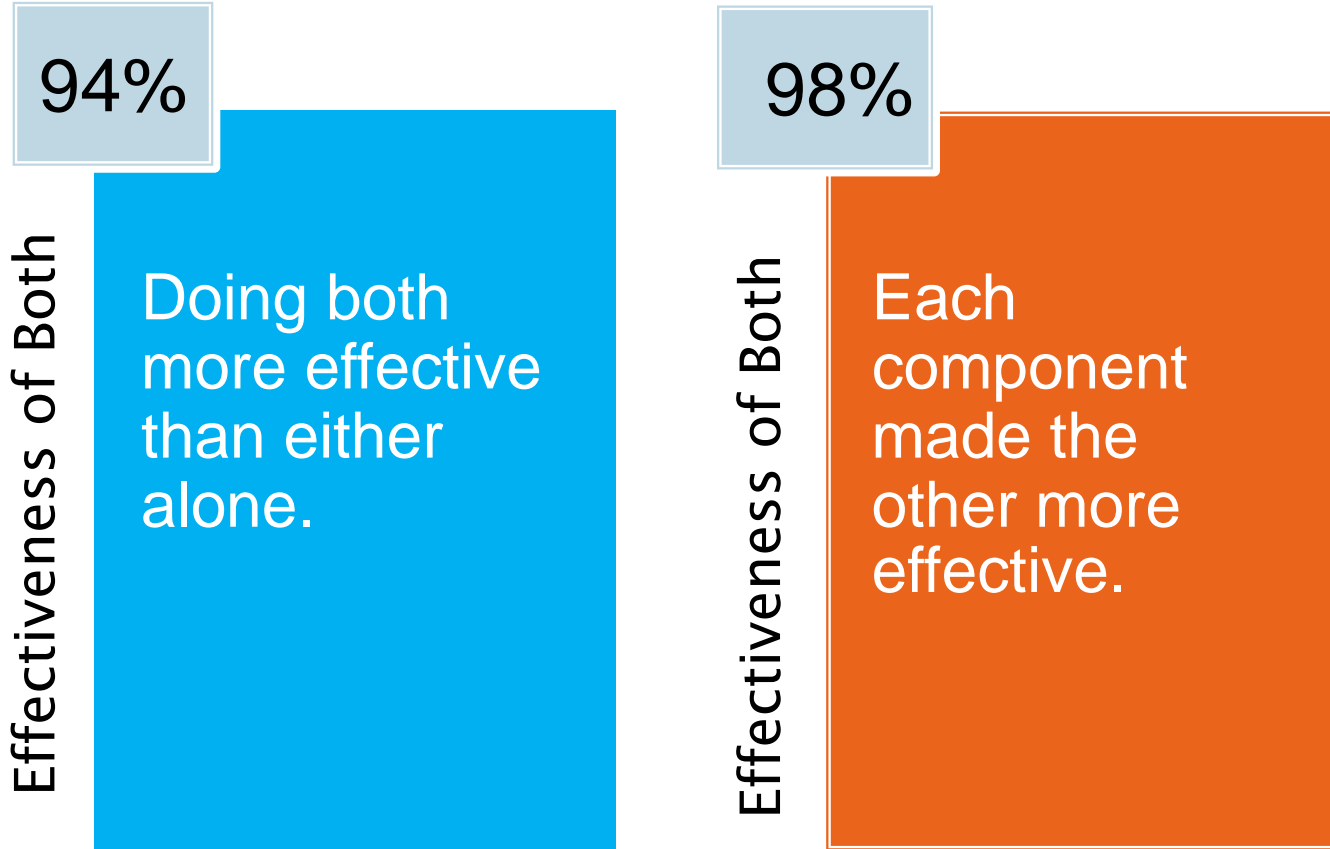 94%
Effectiveness of Both
Doing both
more effective
than either
alone.
98%
Effectiveness of Both
Each
component
made the
other more
effective.